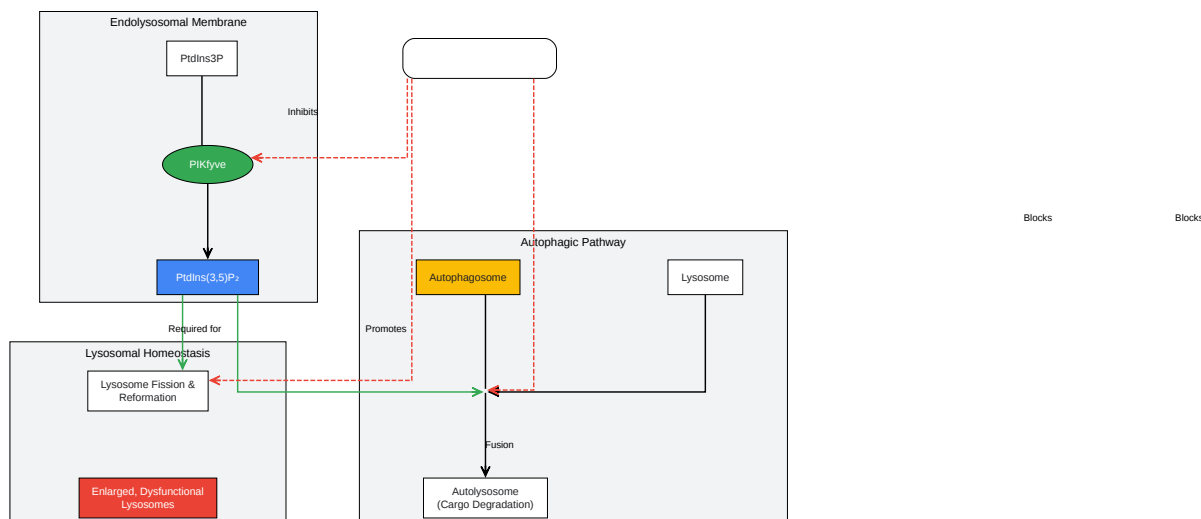 Endolysosomal Membrane
PtdIns3P
Inhibits
PIKfyve
Blocks
Blocks
Autophagic Pathway
PtdIns(3,5)P₂
Autophagosome
Lysosome
Required for
Promotes
Lysosomal Homeostasis
Lysosome Fission &
Reformation
Fusion
Enlarged, Dysfunctional
Lysosomes
Autolysosome
(Cargo Degradation)